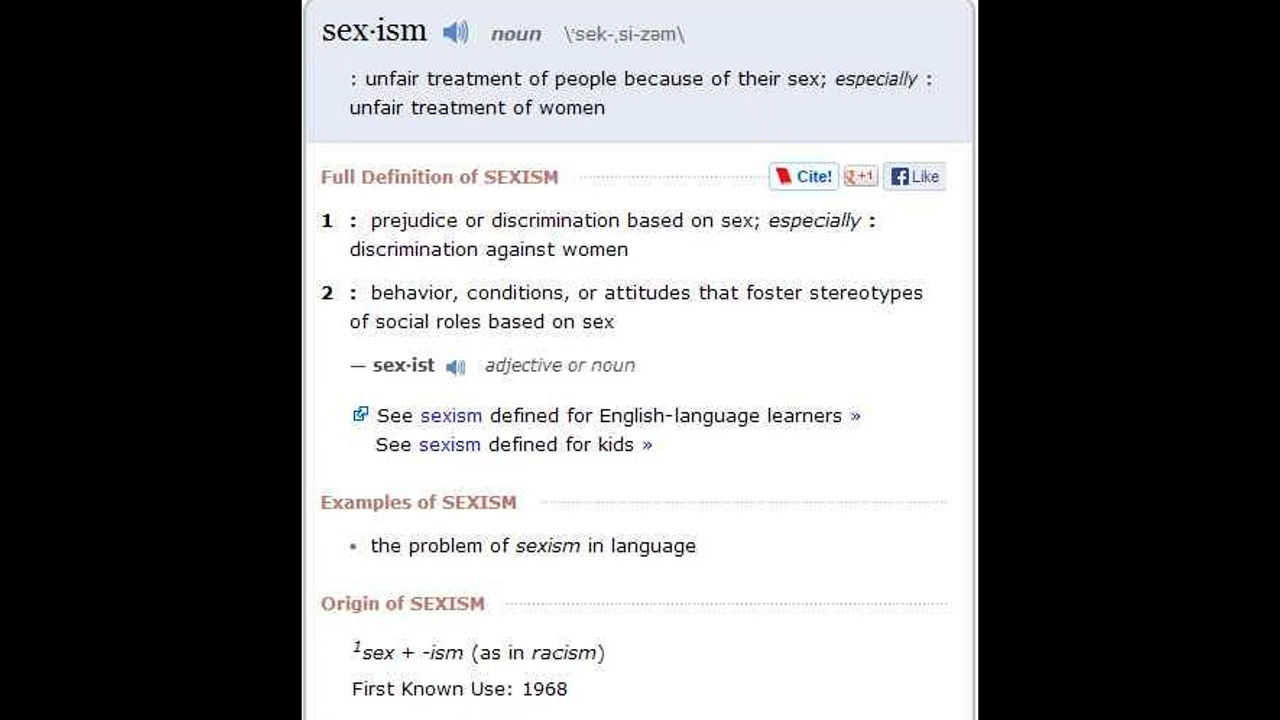 sex·ism noun \ˈsek-ˌsi-zəm\
: unfair treatment of people because of their sex; especially :
unfair treatment of women
Full Definition of SEXISM Cite! g +1 Like
1 : prejudice or discrimination based on sex; especially :
discrimination against women
2 : behavior, conditions, or attitudes that foster stereotypes
of social roles based on sex
— sex·ist adjective or noun
See sexism defined for English-language learners »
See sexism defined for kids »
Examples of SEXISM
• the problem of sexism in language
Origin of SEXISM
¹sex + -ism (as in racism)
First Known Use: 1968